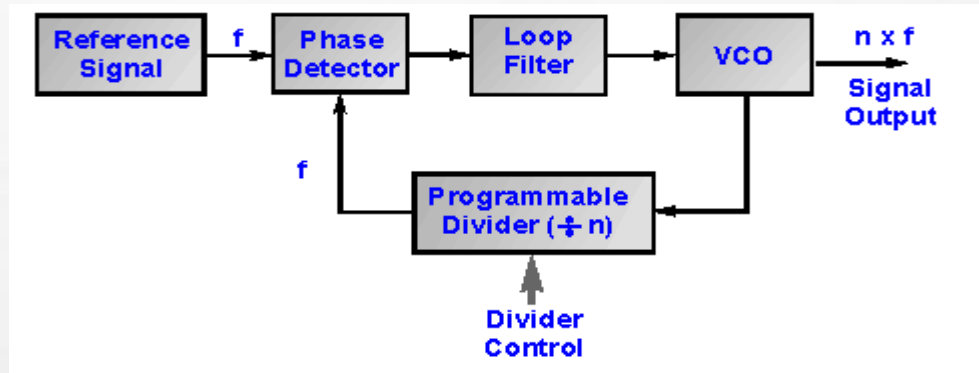 Reference
Signal
f
Phase
Detector
Loop
Filter
VCO
n x f
Signal
Output
f
Programmable
Divider (÷ n)
Divider
Control